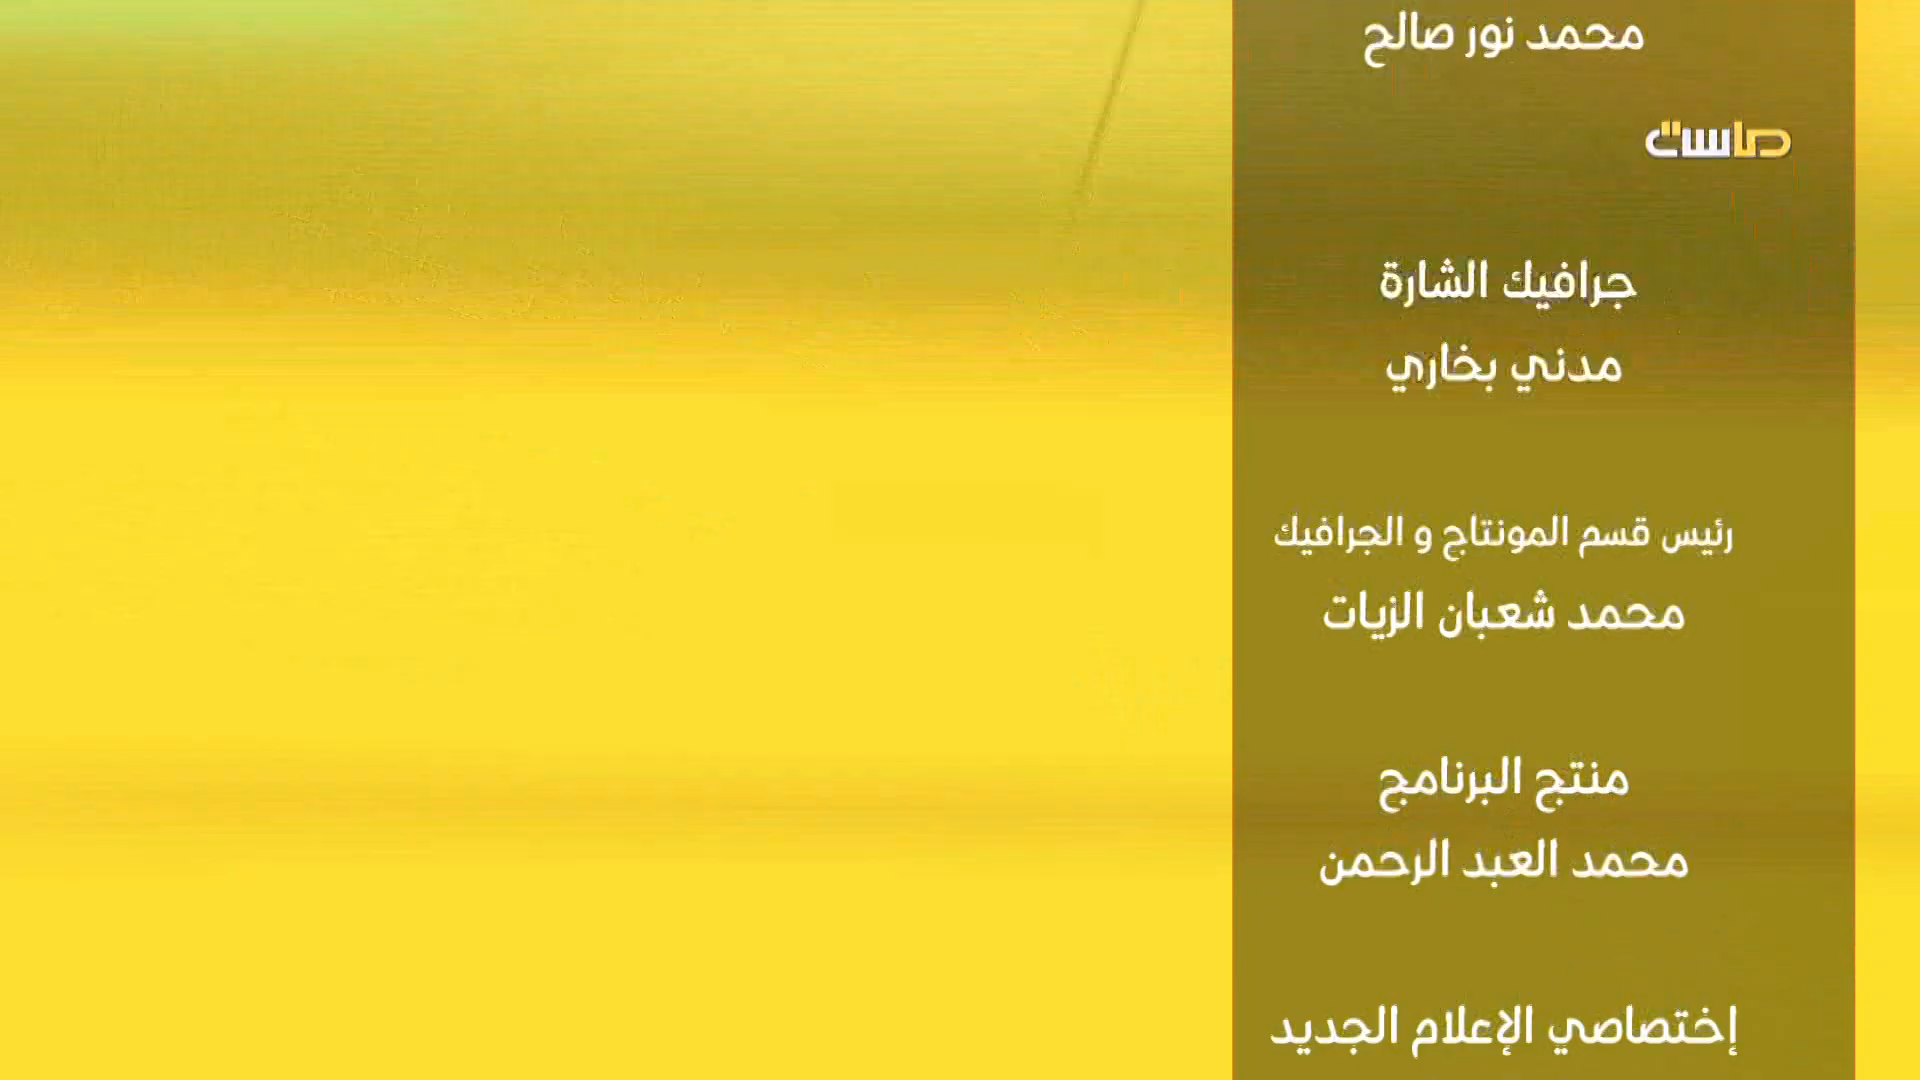 محمد نور صالح
ماسة
جرافيك الشارة
مدني بخاري
رئيس قسم المونتاج و الجرافيك
محمد شعبان الزيات
منتج البرنامج
محمد العبد الرحمن
إختصاصي الإعلام الجديد